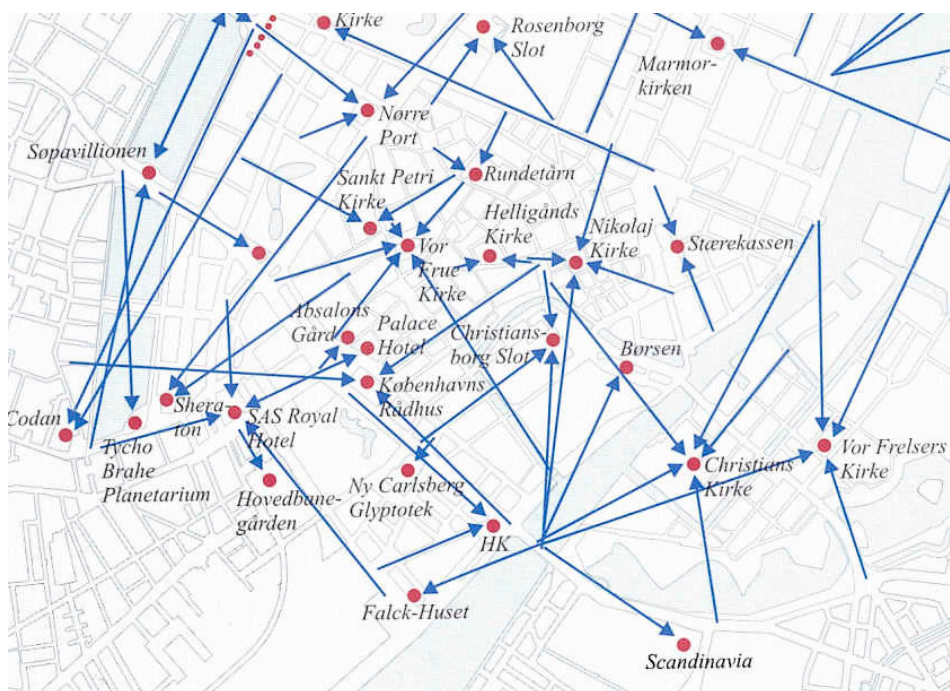 Kirke
Rosenborg
Slot
Marmor-
kirken
Nørre
Port
Søpavillionen
Sankt Petri
Kirke
Rundetårn
Helligånds
Kirke
Nikolaj
Kirke
Stærekassen
Vor
Frue
Kirke
Absalons
Gård
Palace
Hotel
Christians-
borg Slot
Børsen
Københavns
Rådhus
Codan
Shera-
ton
SAS Royal
Hotel
Tycho
Brahe
Planetarium
Hovedbane-
gården
Ny Carlsberg
Glyptotek
Christians
Kirke
Vor Frelsers
Kirke
HK
Falck-Huset
Scandinavia